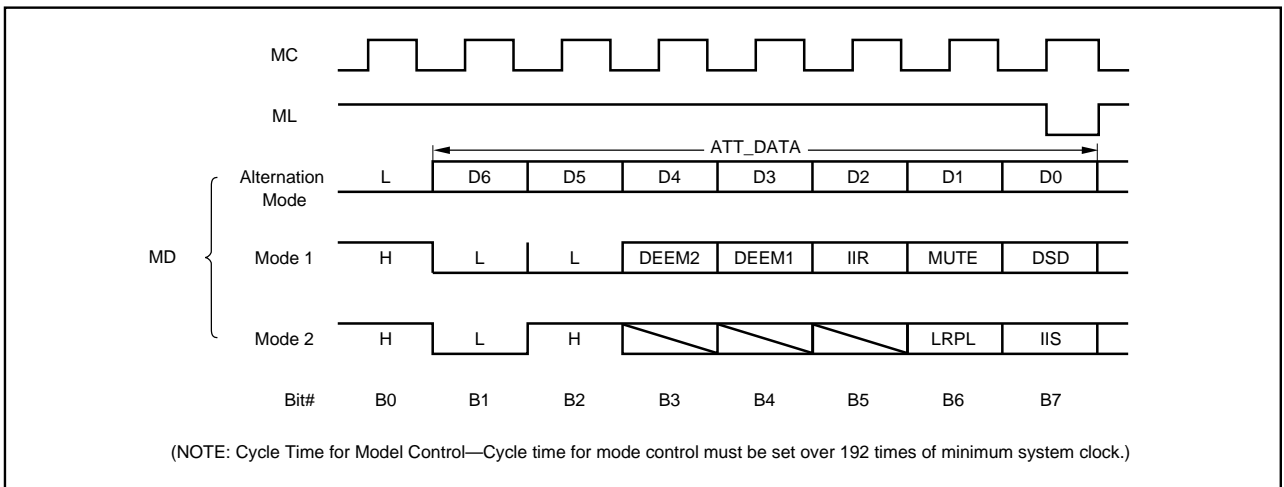 MC
ML
ATT_DATA
Alternation Mode L D6 D5 D4 D3 D2 D1 D0
MD Mode 1 H L L DEEM2 DEEM1 IIR MUTE DSD
Mode 2 H L H LRPL IIS
Bit# B0 B1 B2 B3 B4 B5 B6 B7
(NOTE: Cycle Time for Model Control—Cycle time for mode control must be set over 192 times of minimum system clock.)